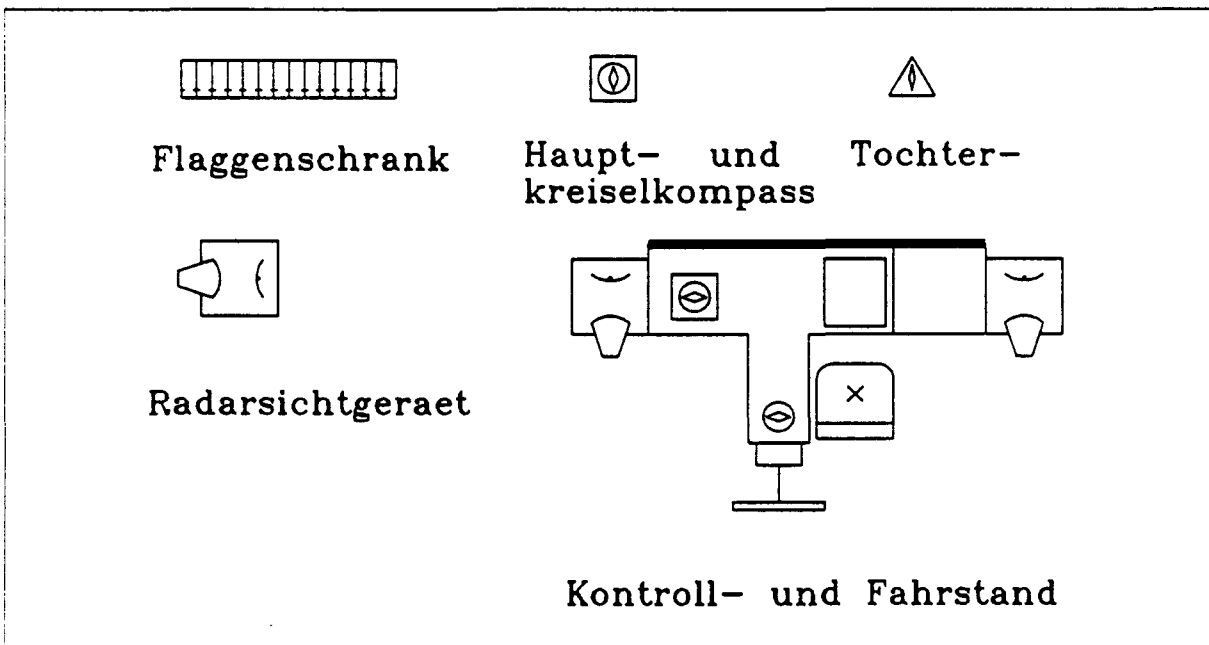 Flaggenschrank
Haupt- und Tochter-
kreiselkompass
Radarsichtgeraet
Kontroll- und Fahrstand